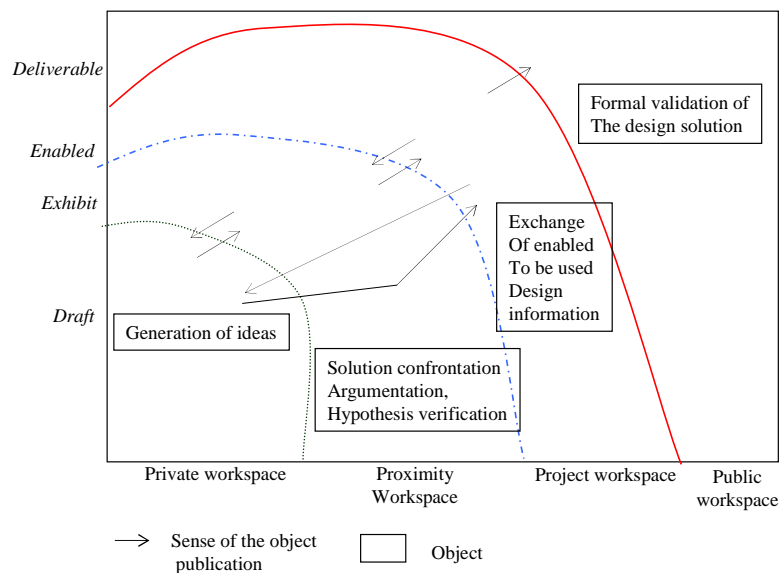 Deliverable
Formal validation of
The design solution
Enabled
Exhibit
Exchange
Of enabled
To be used
Design
information
Draft
Generation of ideas
Solution confrontation
Argumentation,
Hypothesis verification
Private workspace
Proximity
Workspace
Project workspace
Public
workspace
Sense of the object
publication
Object